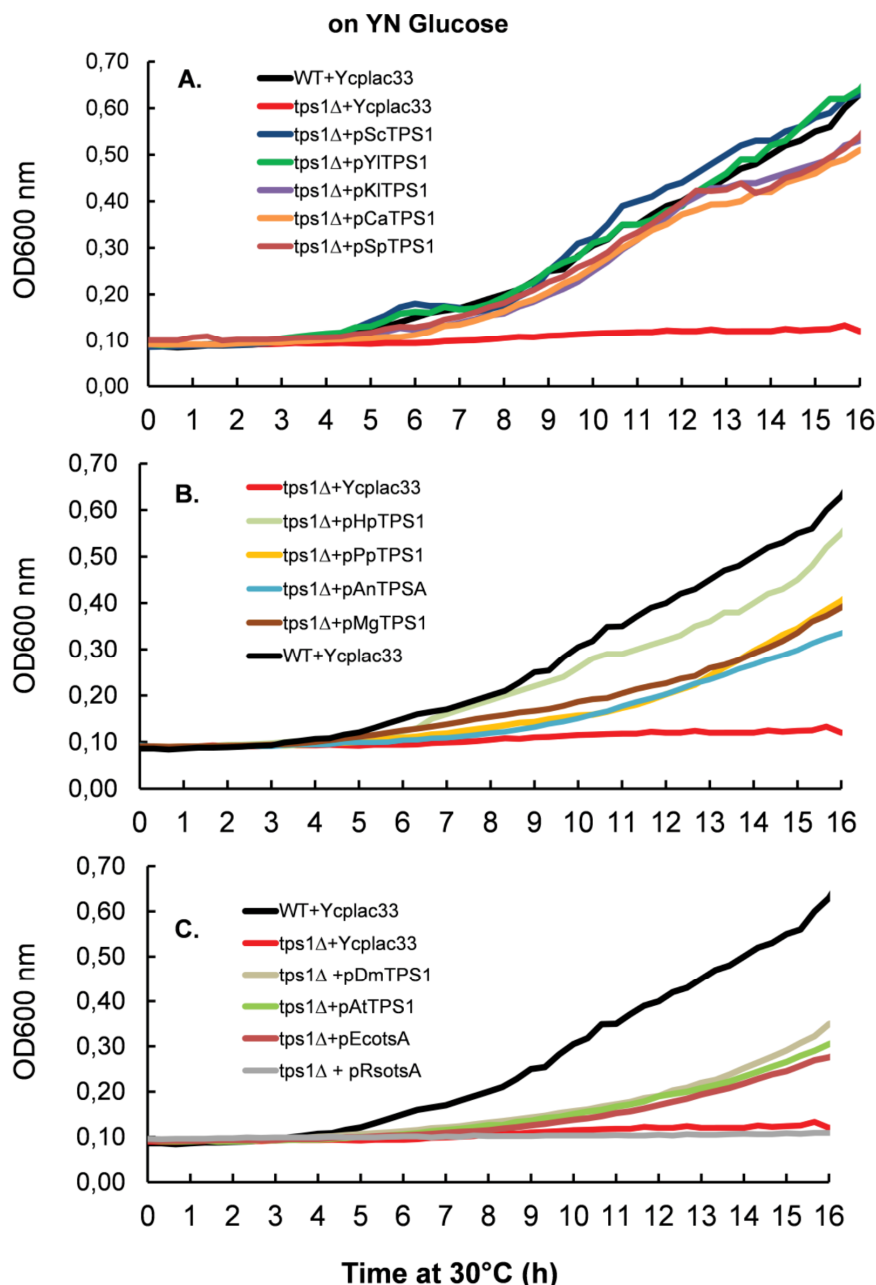 on YN Glucose
A.
OD600 nm
0,70
0,60
0,50
0,40
0,30
0,20
0,10
0,00
WT+Ycplac33
tps1Δ+Ycplac33
tps1Δ+pScTPS1
tps1Δ+pYlTPS1
tps1Δ+pKlTPS1
tps1Δ+pCaTPS1
tps1Δ+pSpTPS1
0 1 2 3 4 5 6 7 8 9 10 11 12 13 14 15 16
B.
OD600 nm
0,70
0,60
0,50
0,40
0,30
0,20
0,10
0,00
tps1Δ+Ycplac33
tps1Δ+pHpTPS1
tps1Δ+pPpTPS1
tps1Δ+pAnTPSA
tps1Δ+pMgTPS1
WT+Ycplac33
0 1 2 3 4 5 6 7 8 9 10 11 12 13 14 15 16
C.
OD600 nm
0,70
0,60
0,50
0,40
0,30
0,20
0,10
0,00
WT+Ycplac33
tps1Δ+Ycplac33
tps1Δ +pDmTPS1
tps1Δ+pAtTPS1
tps1Δ+pEcotsA
tps1Δ + pRsotsA
0 1 2 3 4 5 6 7 8 9 10 11 12 13 14 15 16
Time at 30°C (h)